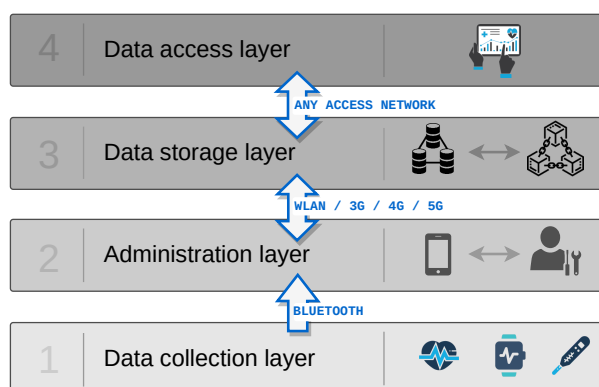 4 Data access layer
ANY ACCESS NETWORK
3 Data storage layer
WLAN / 3G / 4G / 5G
2 Administration layer
BLUETOOTH
1 Data collection layer